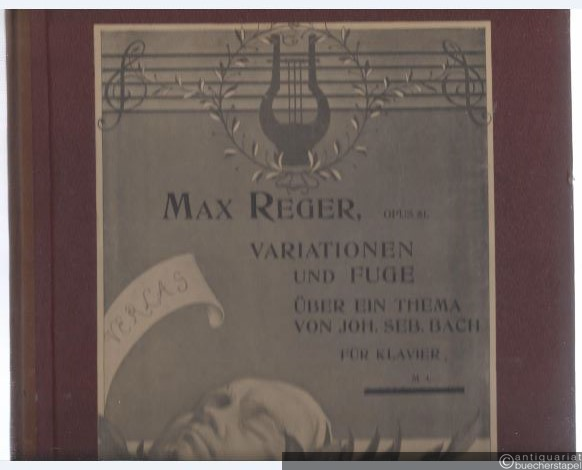 MAX REGER, OPUS 81.
VARIATIONEN
UND FUGE
ÜBER EIN THEMA
VON JOH. SEB. BACH
FÜR KLAVIER,
M 4.
VERLAG
©antiquariat
buecherstapel